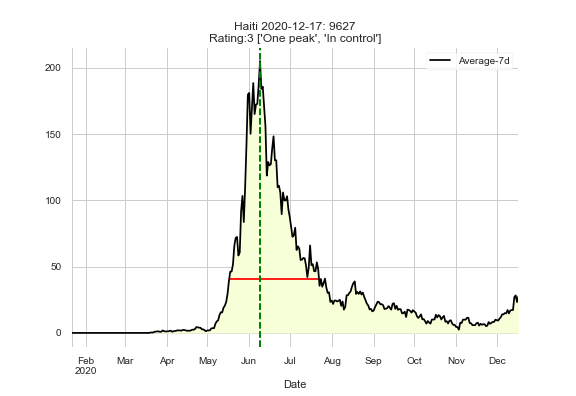 Haiti 2020-12-17: 9627
Rating:3 ['One peak', 'In control']
Average-7d
200
150
100
50
0
Feb Mar Apr May Jun Jul Aug Sep Oct Nov Dec
2020
Date